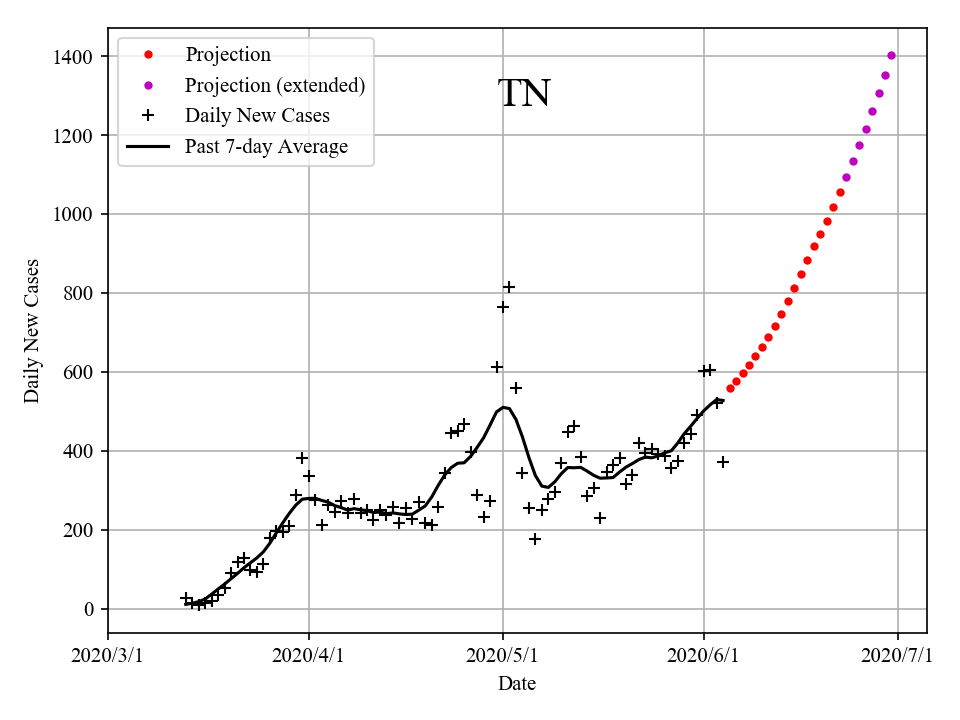 TN
Projection
Projection (extended)
Daily New Cases
Past 7-day Average
1400
1200
1000
800
600
400
200
0
Daily New Cases
2020/3/1 2020/4/1 2020/5/1 2020/6/1 2020/7/1
Date